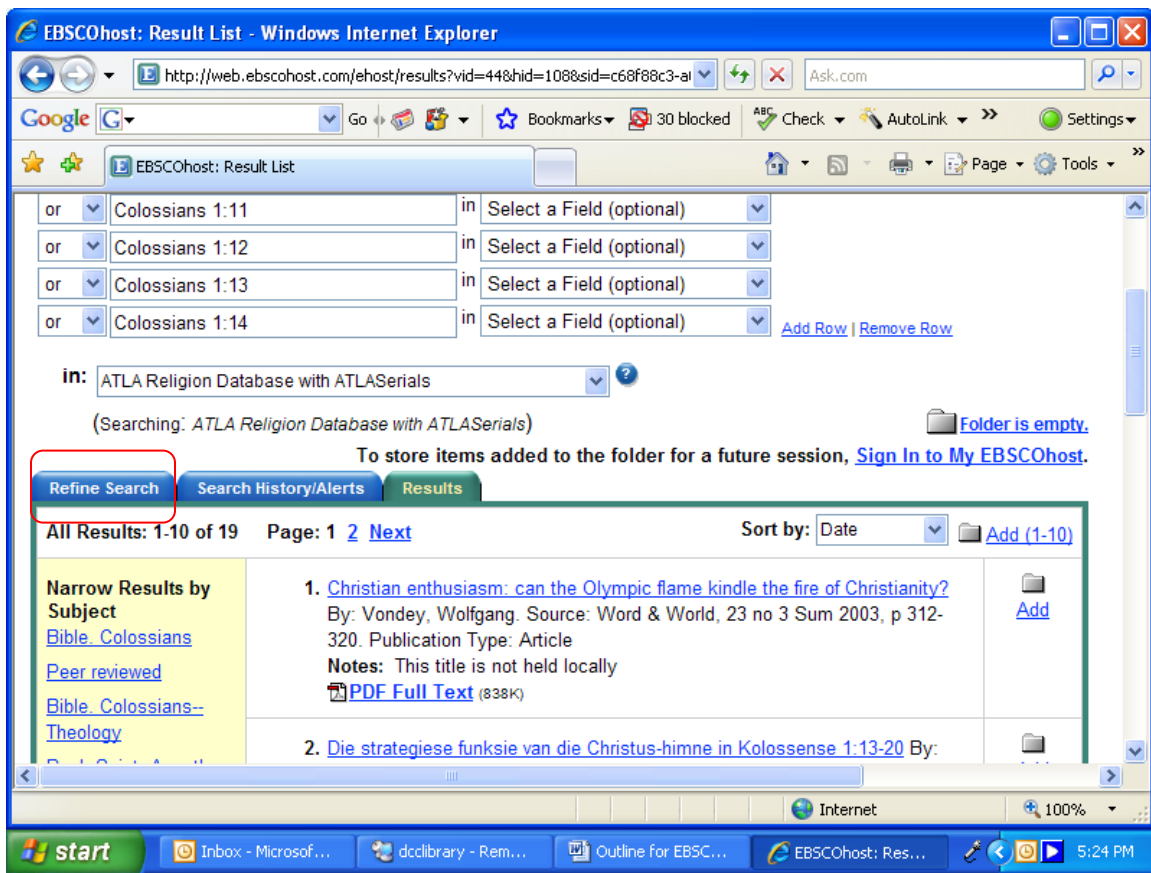 EBSCOhost: Result List - Windows Internet Explorer
http://web.ebscohost.com/ehost/results?vid=44&hid=108&sid=c68f88c3-a
Ask.com
Google G Go Bookmarks 30 blocked ABC Check AutoLink >> Settings
EBSCOhost: Result List Page Tools >>
or Colossians 1:11 in Select a Field (optional)
or Colossians 1:12 in Select a Field (optional)
or Colossians 1:13 in Select a Field (optional)
or Colossians 1:14 in Select a Field (optional) Add Row | Remove Row
in: ATLA Religion Database with ATLASerials ?
(Searching: ATLA Religion Database with ATLASerials) Folder is empty.
To store items added to the folder for a future session, Sign In to My EBSCOhost.
Refine Search Search History/Alerts Results
All Results: 1-10 of 19 Page: 1 2 Next Sort by: Date Add (1-10)
Narrow Results by
Subject
Bible. Colossians
Peer reviewed
Bible. Colossians--
Theology
1. Christian enthusiasm: can the Olympic flame kindle the fire of Christianity?
By: Vondey, Wolfgang. Source: Word & World, 23 no 3 Sum 2003, p 312-
320. Publication Type: Article
Notes: This title is not held locally
PDF Full Text (838K)
Add
2. Die strategiese funksie van die Christus-himne in Kolossense 1:13-20 By:
Internet 100%
start Inbox - Microsof... dcclibrary - Rem... Outline for EBSC... EBSCOhost: Res... 5:24 PM